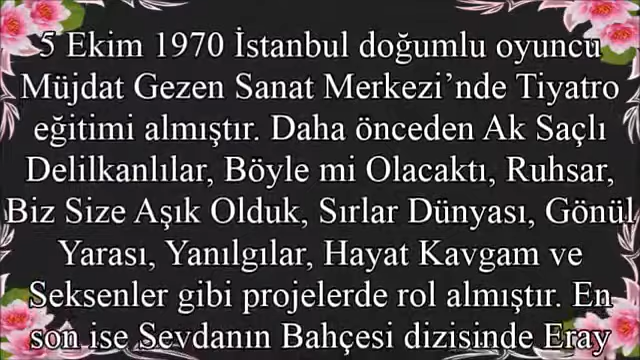 5 Ekim 1970 İstanbul doğumlu oyuncu
Müjdat Gezen Sanat Merkezi’nde Tiyatro
eğitimi almıştır. Daha önceden Ak Saçlı
Delilkanlılar, Böyle mi Olacaktı, Ruhsar,
Biz Size Aşık Olduk, Sırlar Dünyası, Gönül
Yarası, Yanılgılar, Hayat Kavgam ve
Seksenler gibi projelerde rol almıştır. En
son ise Sevdanın Bahçesi dizisinde Eray